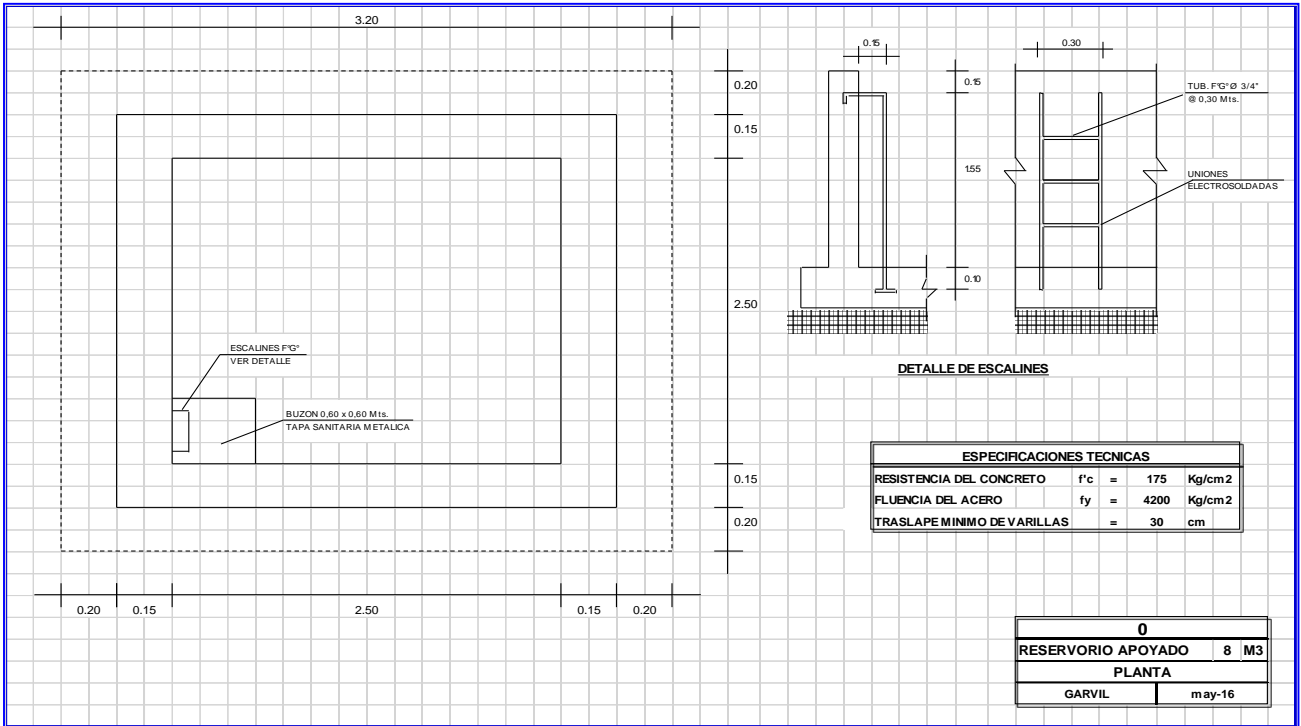 3.20
0.20
0.15
2.50
0.15
0.20
ESCALINES FºGº
VER DETALLE
BUZON 0,60 x 0,60 Mts.
TAPA SANITARIA METALICA
0.20
0.15
2.50
0.15
0.20
0.15
0.15
1.55
0.10
0.30
TUB. FºGº Ø 3/4"
@ 0,30 Mts.
UNIONES
ELECTROSOLDADAS
DETALLE DE ESCALINES
ESPECIFICACIONES TECNICAS
RESISTENCIA DEL CONCRETO f'c = 175 Kg/cm2
FLUENCIA DEL ACERO fy = 4200 Kg/cm2
TRASLAPE MINIMO DE VARILLAS = 30 cm
0
RESERVORIO APOYADO 8 M3
PLANTA
GARVIL may-16